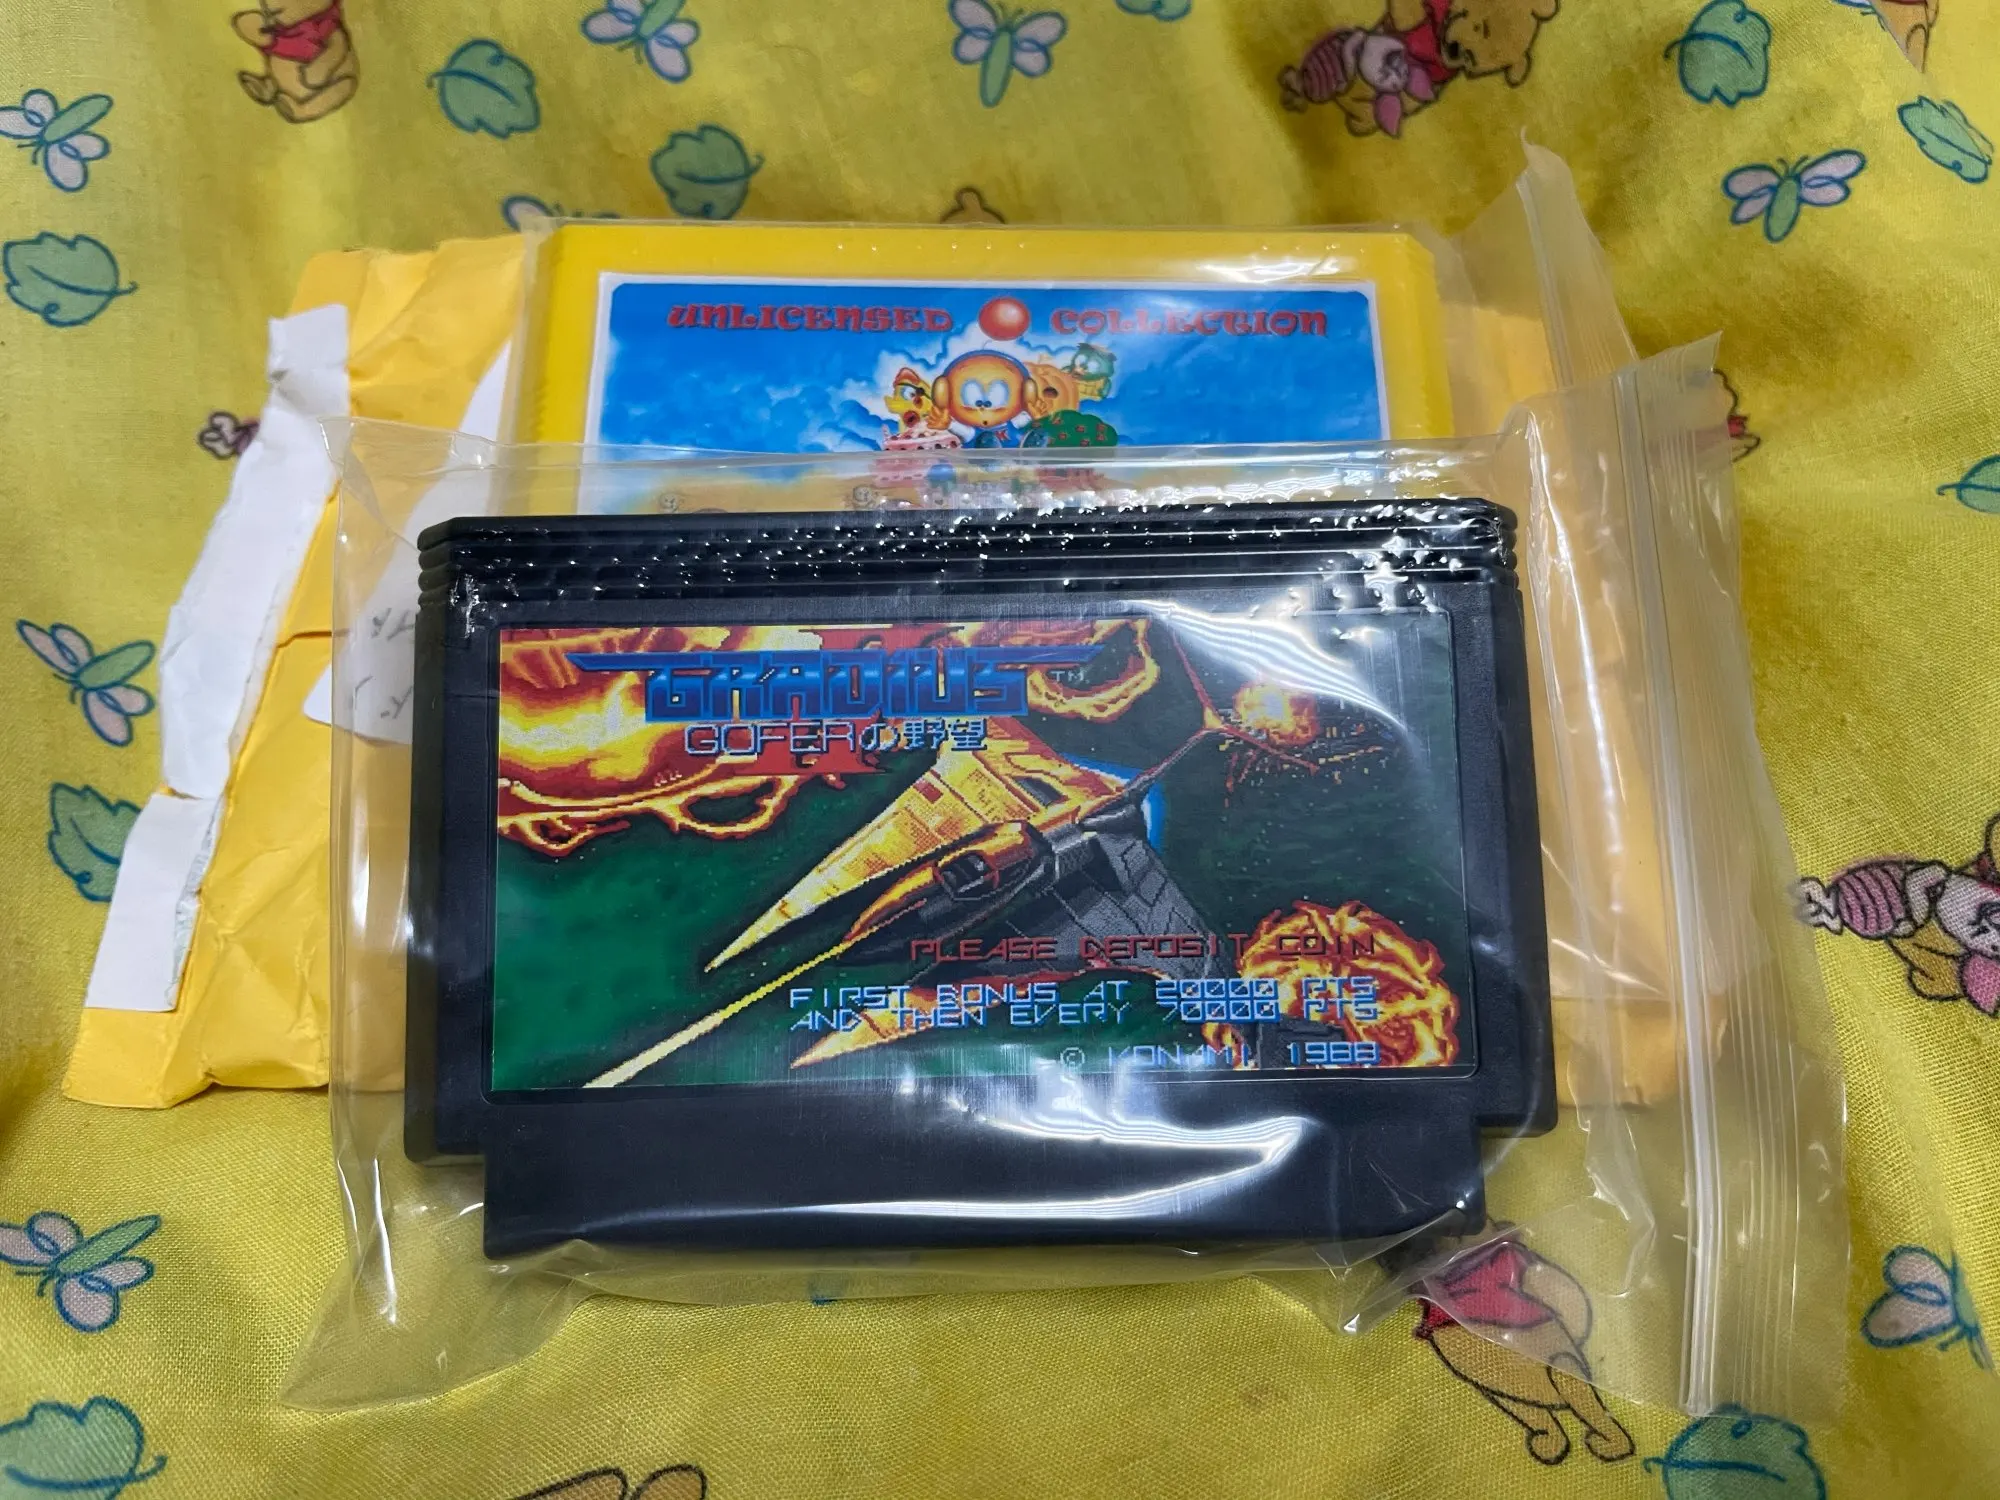 UNLICENSED COLLECTION
GRADIUS TM
GOFERの野望
PLEASE DEPOSIT COIN
FIRST BONUS AT 20000 PTS
AND THEN EVERY 70000 PTS
© KONAMI 1988